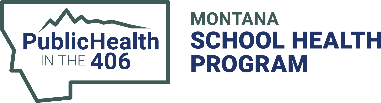 PublicHealth
IN THE 406
MONTANA
SCHOOL HEALTH
PROGRAM